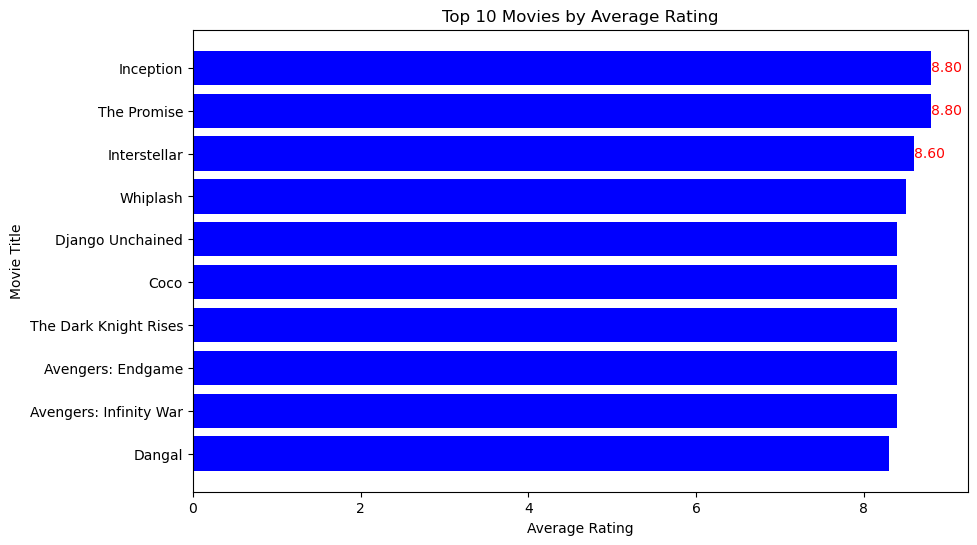 Top 10 Movies by Average Rating
Movie Title
Inception 8.80
The Promise 8.80
Interstellar 8.60
Whiplash
Django Unchained
Coco
The Dark Knight Rises
Avengers: Endgame
Avengers: Infinity War
Dangal
0 2 4 6 8
Average Rating